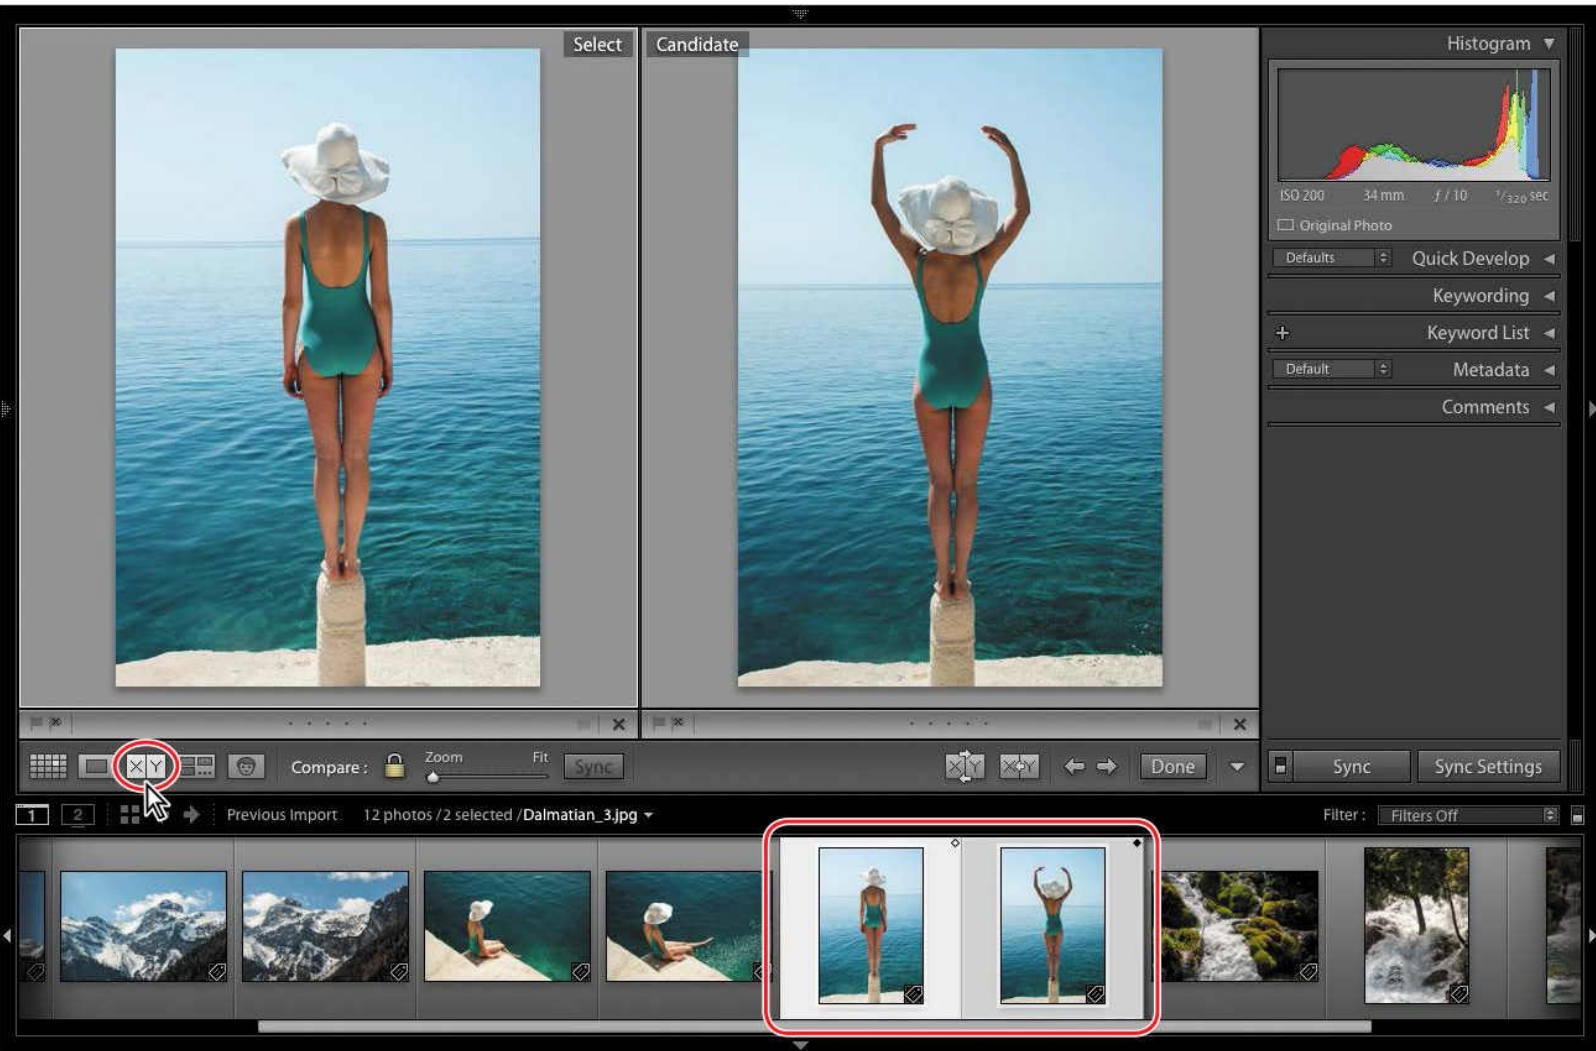 Select
Candidate
Histogram
ISO 200 34 mm ƒ / 10 1/320 sec
Original Photo
Defaults Quick Develop
Keywording
Keyword List
Default Metadata
Comments
X Y Compare : Zoom Fit Sync
X Y X Y Done
Sync Sync Settings
1 2 Previous Import 12 photos / 2 selected / Dalmatian_3.jpg
Filter : Filters Off